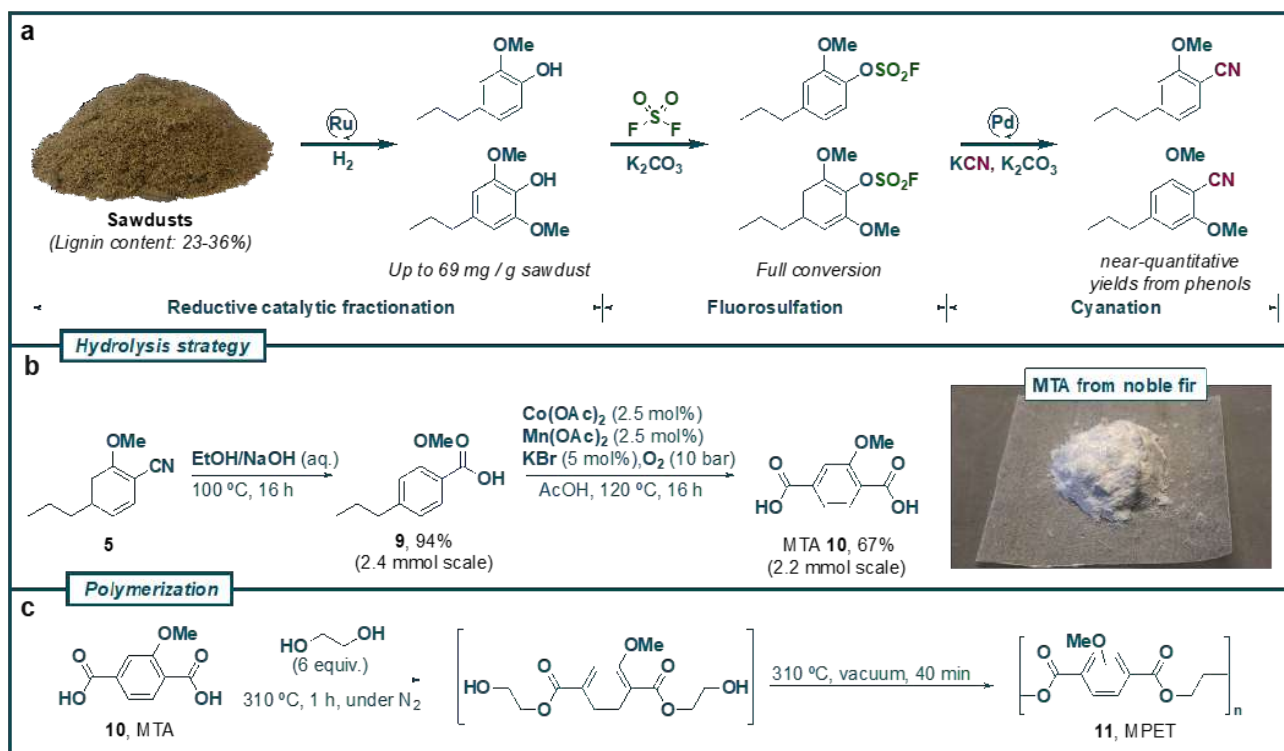 a
OMe
OH
OMe
OH
OMe
Ru
H2
Sawdusts
(Lignin content: 23-36%)
Up to 69 mg / g sawdust
O O
S
F F
K2CO3
OMe
OSO2F
OMe
OSO2F
OMe
Full conversion
Pd
KCN, K2CO3
OMe
CN
OMe
CN
OMe
near-quantitative
yields from phenols
Reductive catalytic fractionation
Fluorosulfation
Cyanation
Hydrolysis strategy
b
OMe
CN
5
EtOH/NaOH (aq.)
100 ºC, 16 h
OMe O
OH
9, 94%
(2.4 mmol scale)
Co(OAc)2 (2.5 mol%)
Mn(OAc)2 (2.5 mol%)
KBr (5 mol%),O2 (10 bar)
AcOH, 120 ºC, 16 h
OMe
O O
HO OH
MTA 10, 67%
(2.2 mmol scale)
MTA from noble fir
Polymerization
c
OMe
O O
HO OH
10, MTA
HO OH
(6 equiv.)
310 ºC, 1 h, under N2
OMe
O O
HO OH
O O
310 ºC, vacuum, 40 min
MeO
O O
O O
n
11, MPET